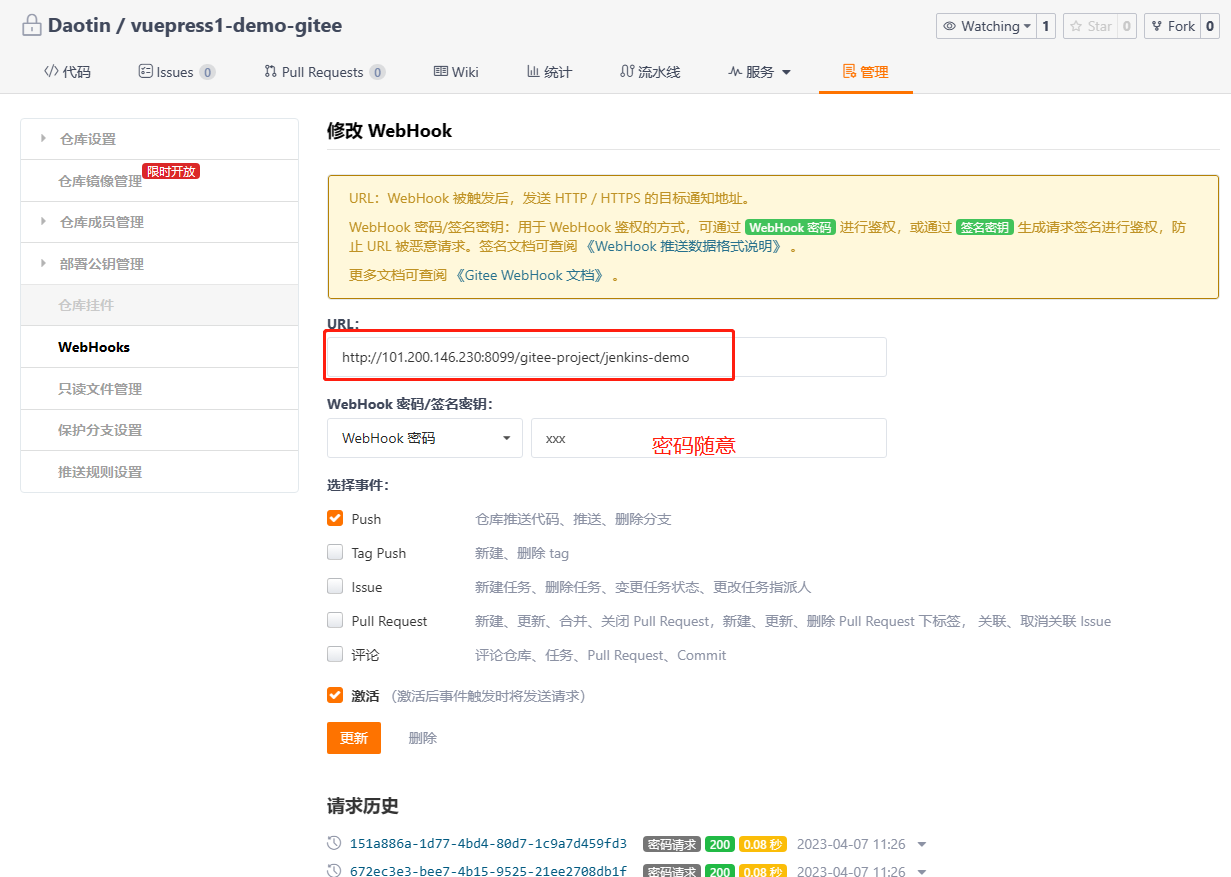 Daotin / vuepress1-demo-gitee
Watching 1 Star 0 Fork 0
代码 Issues 0 Pull Requests 0 Wiki 统计 流水线 服务 管理
仓库设置
仓库镜像管理 限时开放
仓库成员管理
部署公钥管理
仓库挂件
WebHooks
只读文件管理
保护分支设置
推送规则设置
修改 WebHook
URL：WebHook 被触发后，发送 HTTP / HTTPS 的目标通知地址。
WebHook 密码/签名密钥：用于 WebHook 鉴权的方式，可通过 WebHook 密码 进行鉴权，或通过 签名密钥 生成请求签名进行鉴权，防
止 URL 被恶意请求。签名文档可查阅 《WebHook 推送数据格式说明》 。
更多文档可查阅 《Gitee WebHook 文档》 。
URL：
http://101.200.146.230:8099/gitee-project/jenkins-demo
WebHook 密码/签名密钥：
WebHook 密码 xxx 密码随意
选择事件：
Push 仓库推送代码、推送、删除分支
Tag Push 新建、删除 tag
Issue 新建任务、删除任务、变更任务状态、更改任务指派人
Pull Request 新建、更新、合并、关闭 Pull Request，新建、更新、删除 Pull Request 下标签， 关联、取消关联 Issue
评论 评论仓库、任务、Pull Request、Commit
激活 （激活后事件触发时将发送请求）
更新 删除
请求历史
151a886a-1d77-4bd4-80d7-1c9a7d459fd3 密码请求 200 0.08 秒 2023-04-07 11:26
672ec3e3-bee7-4b15-9525-21ee2708db1f 密码请求 200 0.08 秒 2023-04-07 11:26